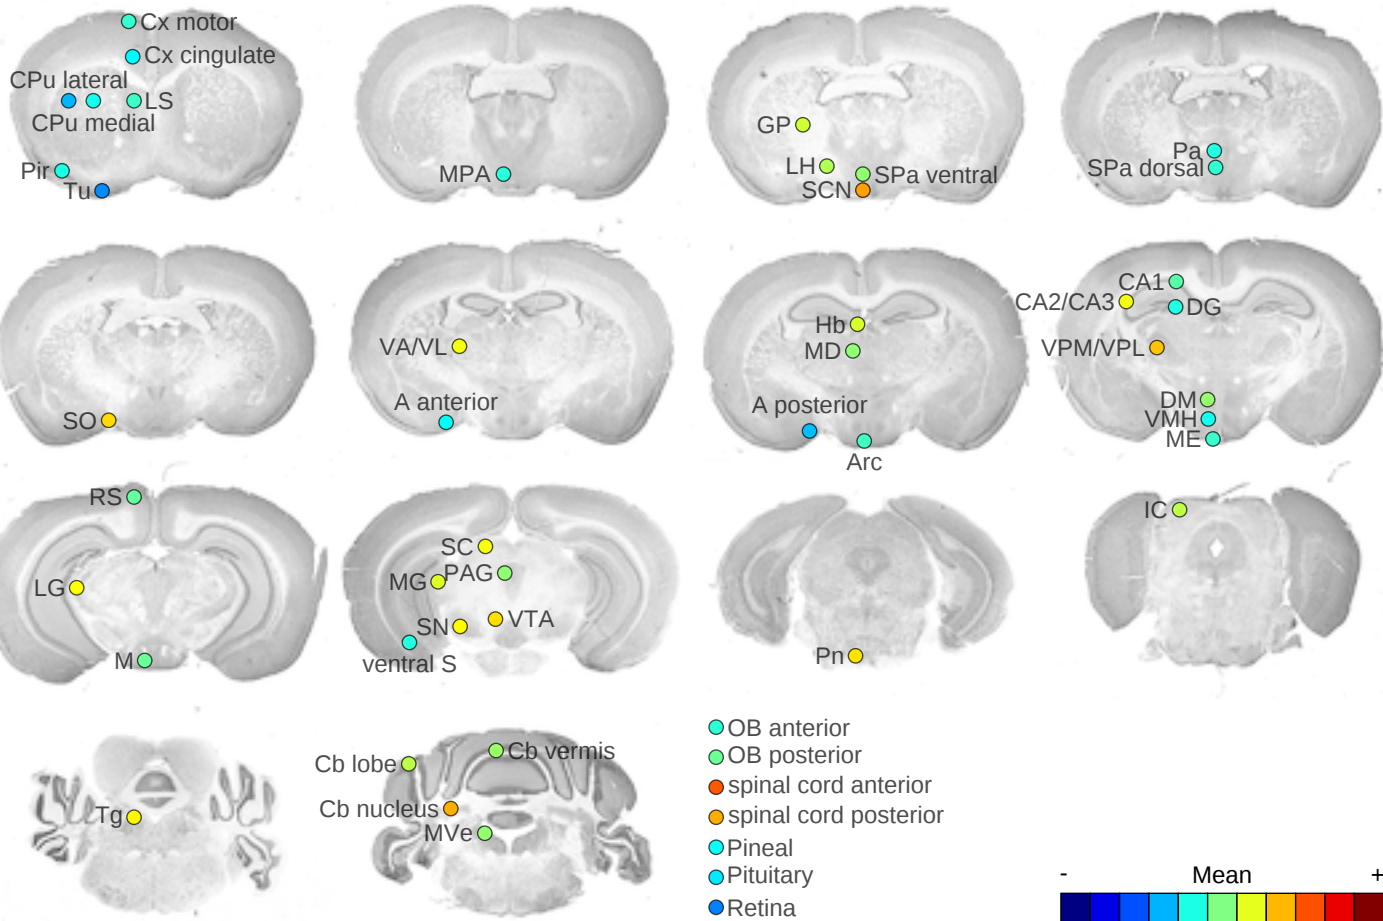 Cx motor
Cx cingulate
CPu lateral
LS
CPu medial
Pir
Tu
MPA
GP
LH
SPa ventral
SCN
Pa
SPa dorsal
SO
VA/VL
A anterior
Hb
MD
A posterior
Arc
CA1
CA2/CA3
DG
VPM/VPL
DM
VMH
ME
RS
LG
M
SC
PAG
MG
SN
VTA
ventral S
Pn
IC
Tg
Cb lobe
Cb vermis
Cb nucleus
MVe
OB anterior
OB posterior
spinal cord anterior
spinal cord posterior
Pineal
Pituitary
Retina
- Mean +